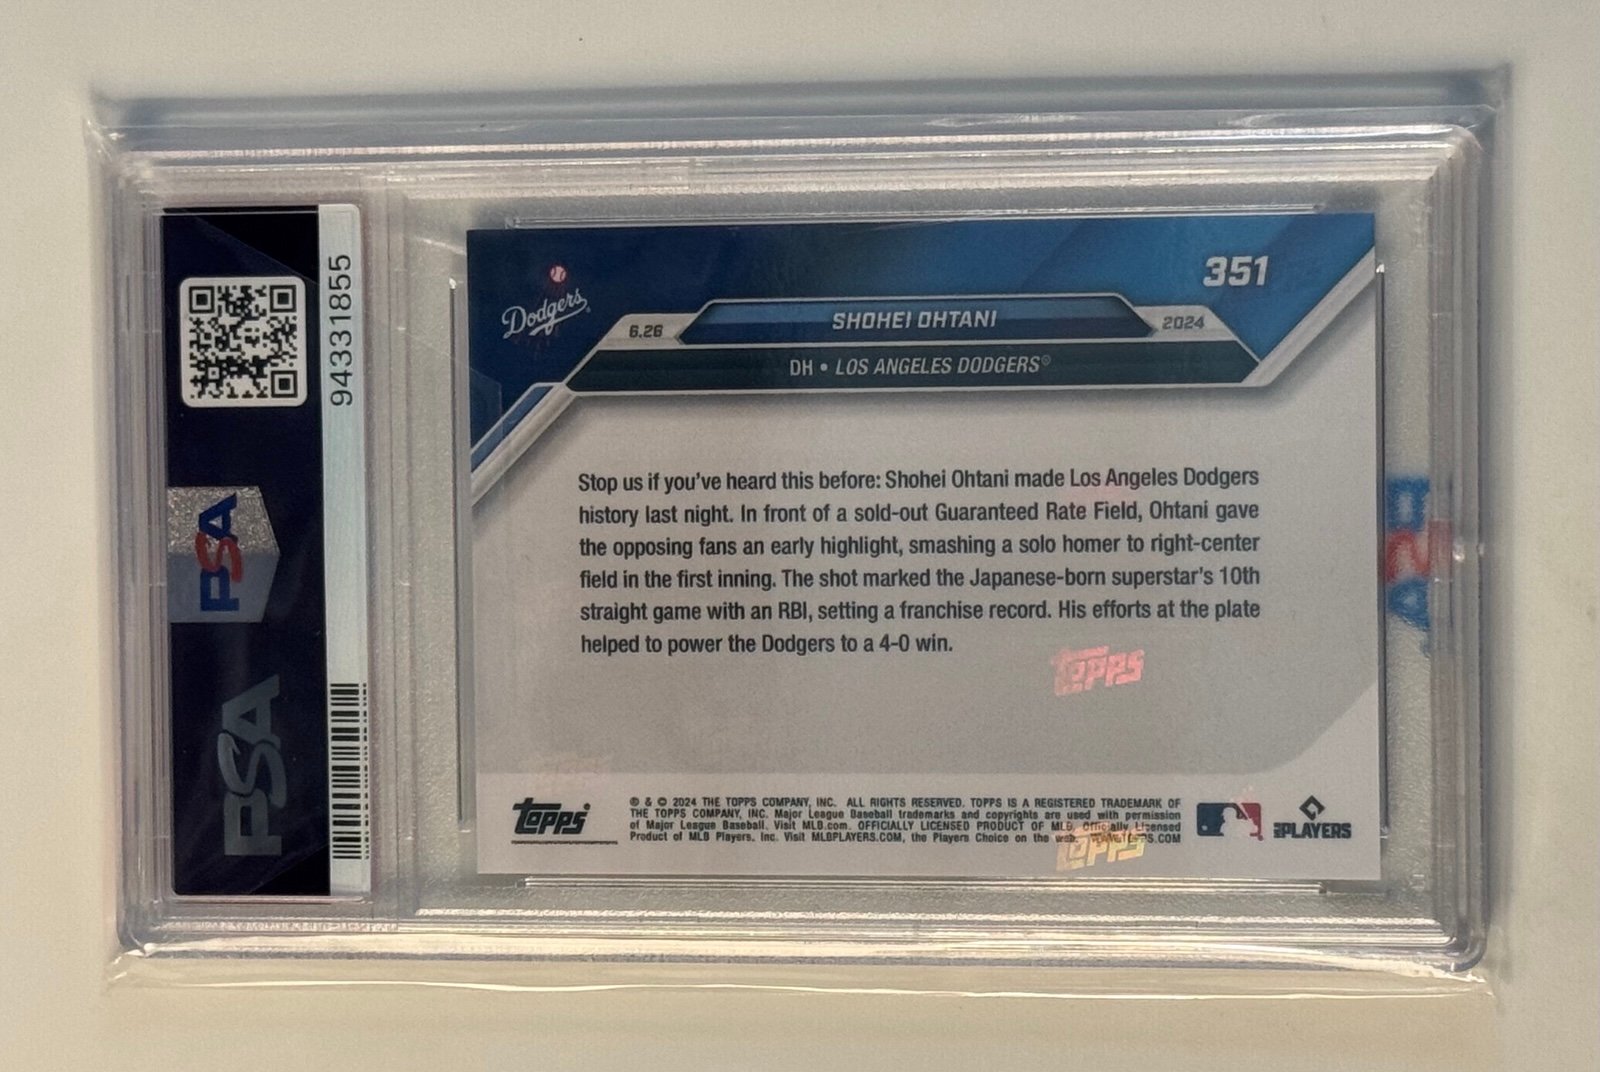 94331855
PSA
PSA
Dodgers
351
6.26
SHOHEI OHTANI
2024
DH • LOS ANGELES DODGERS®
Stop us if you've heard this before: Shohei Ohtani made Los Angeles Dodgers
history last night. In front of a sold-out Guaranteed Rate Field, Ohtani gave
the opposing fans an early highlight, smashing a solo homer to right-center
field in the first inning. The shot marked the Japanese-born superstar's 10th
straight game with an RBI, setting a franchise record. His efforts at the plate
helped to power the Dodgers to a 4-0 win.
Topps
Topps
® & © 2024 THE TOPPS COMPANY, INC. ALL RIGHTS RESERVED. TOPPS IS A REGISTERED TRADEMARK OF
THE TOPPS COMPANY, INC. Major League Baseball trademarks and copyrights are used with permission
of Major League Baseball. Visit MLB.com. OFFICIALLY LICENSED PRODUCT OF MLB. Officially Licensed
Product of MLB Players, Inc. Visit MLBPLAYERS.COM, the Players Choice on the web.
Topps
PLAYERS